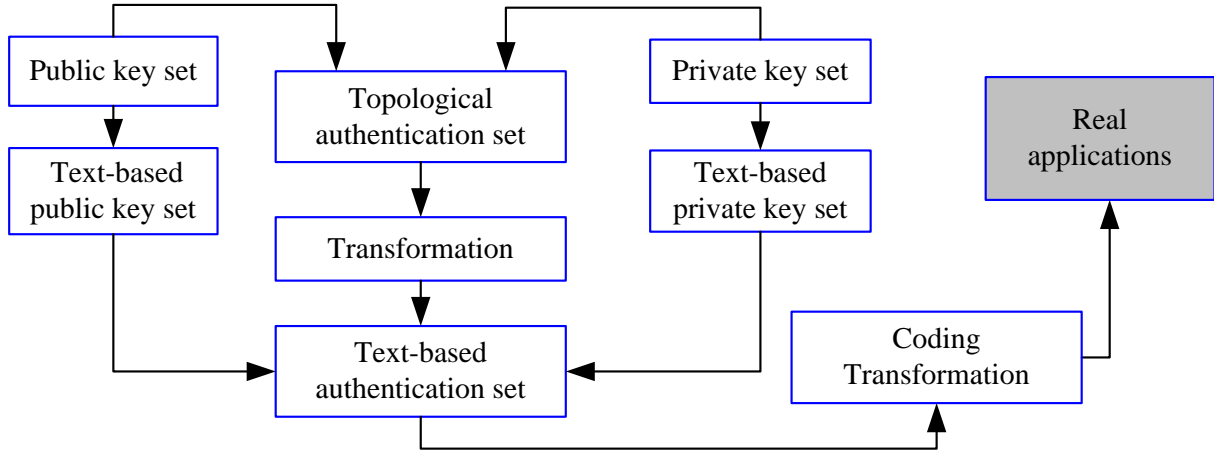 Public key set
Topological
authentication set
Private key set
Real
applications
Text-based
public key set
Text-based
private key set
Transformation
Text-based
authentication set
Coding
Transformation